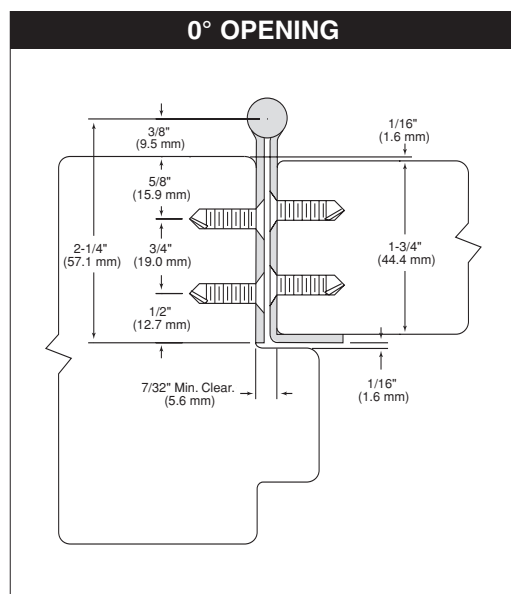 0° OPENING
3/8"
(9.5 mm)
1/16"
(1.6 mm)
5/8"
(15.9 mm)
2-1/4"
(57.1 mm)
3/4"
(19.0 mm)
1-3/4"
(44.4 mm)
1/2"
(12.7 mm)
7/32" Min. Clear.
(5.6 mm)
1/16"
(1.6 mm)